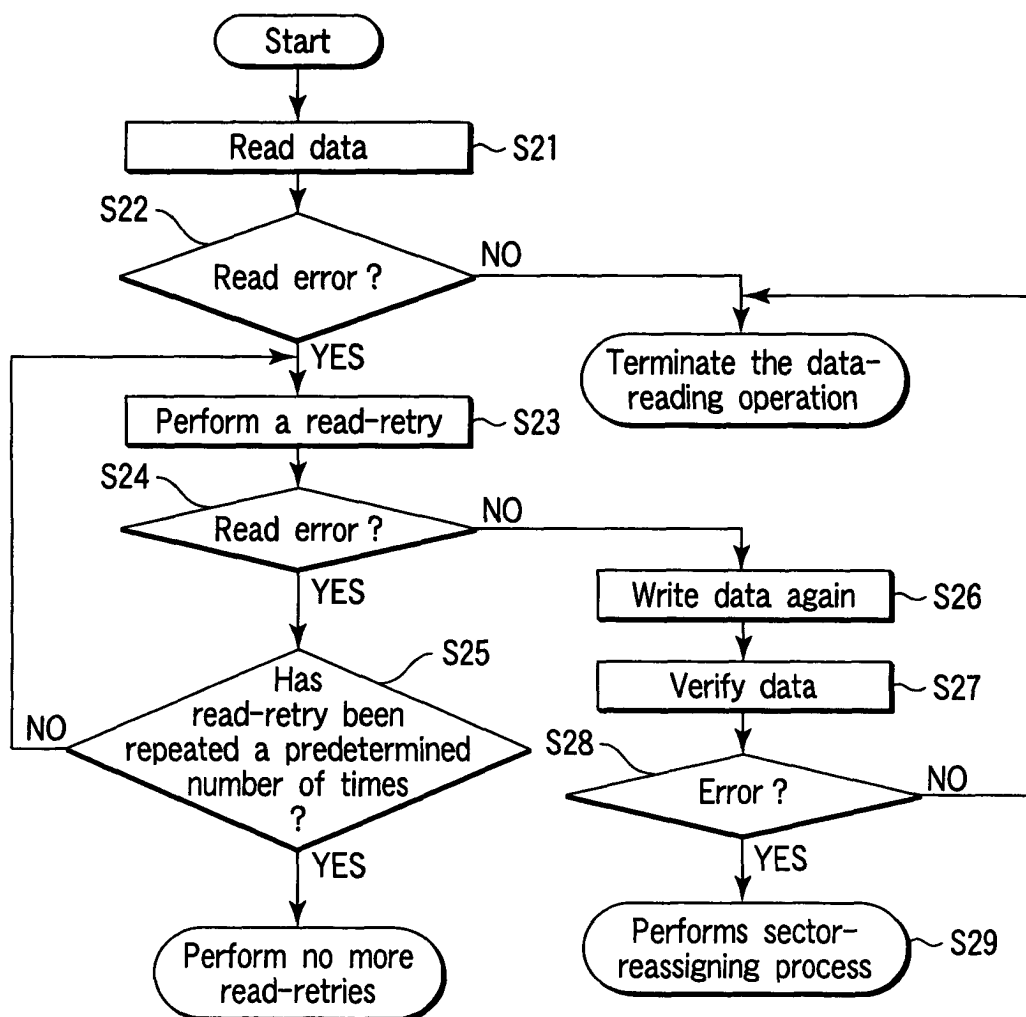 Start
Read data
S21
S22
Read error ?
NO
YES
Terminate the data-
reading operation
Perform a read-retry
S23
S24
Read error ?
NO
YES
Write data again
S26
S25
Has
read-retry been
repeated a predetermined
number of times
?
NO
YES
Verify data
S27
S28
Error ?
NO
YES
Perform no more
read-retries
Performs sector-
reassigning process
S29